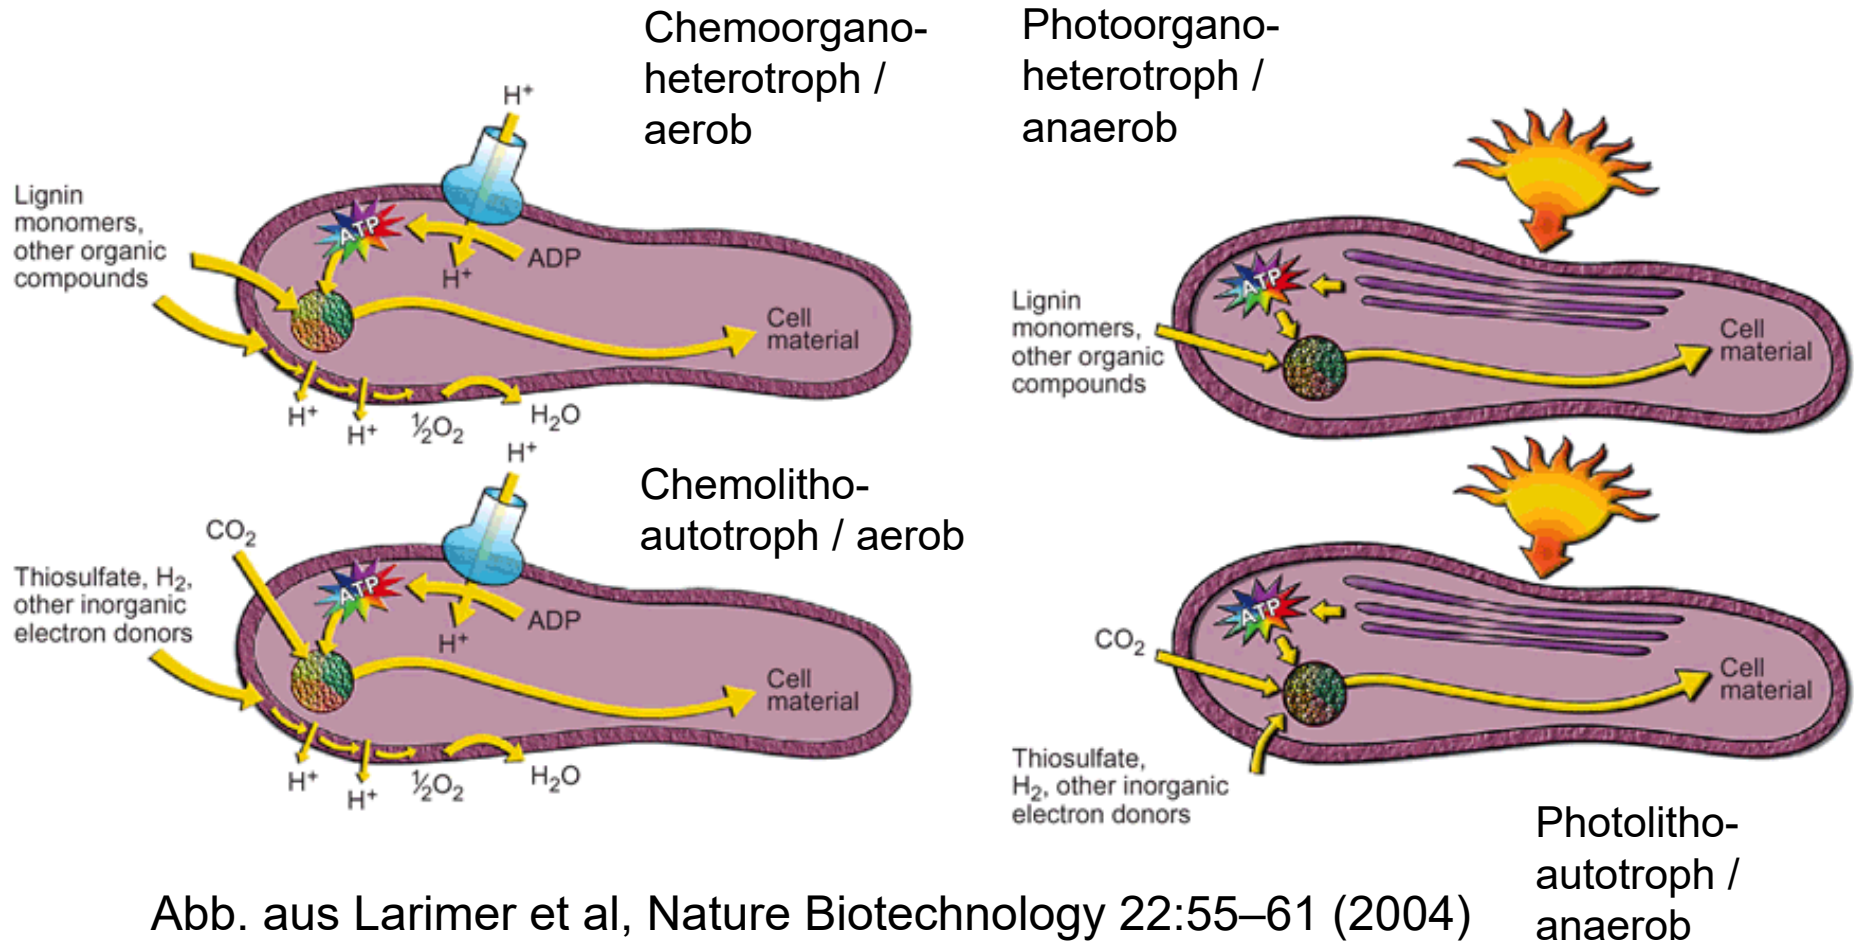 Chemoorgano-
heterotroph /
aerob
H⁺
Lignin
monomers,
other organic
compounds
ATP
H⁺
ADP
Cell
material
H⁺
H⁺
½O₂
H₂O
Photoorgano-
heterotroph /
anaerob
ATP
Lignin
monomers,
other organic
compounds
Cell
material
Chemolitho-
autotroph / aerob
H⁺
CO₂
Thiosulfate, H₂,
other inorganic
electron donors
ATP
H⁺
ADP
Cell
material
H⁺
H⁺
½O₂
H₂O
ATP
CO₂
Cell
material
Thiosulfate,
H₂, other inorganic
electron donors
Photolitho-
autotroph /
anaerob
Abb. aus Larimer et al, Nature Biotechnology 22:55–61 (2004)